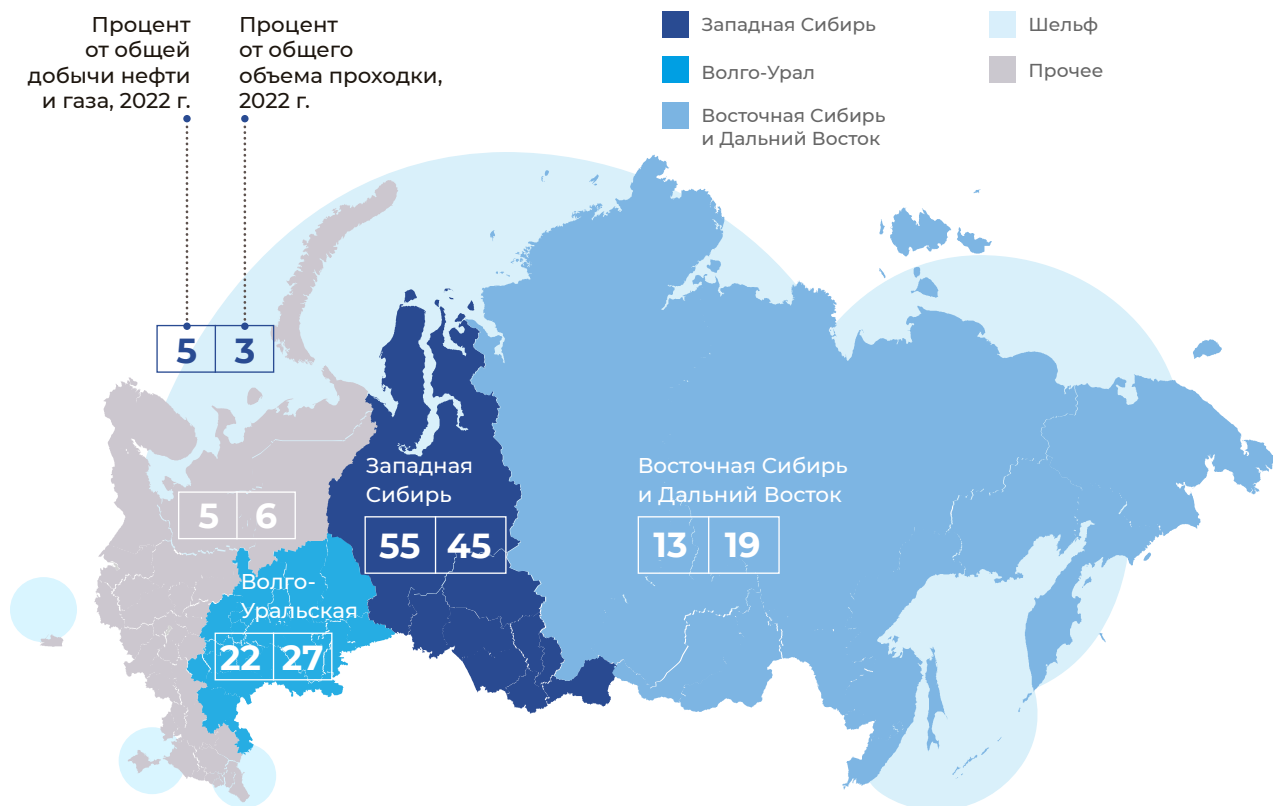 Процент
от общей
добычи нефти
и газа, 2022 г.
Процент
от общего
объема проходки,
2022 г.
Западная Сибирь
Волго-Урал
Восточная Сибирь
и Дальний Восток
Шельф
Прочее
5 3
Западная
Сибирь
55 45
Восточная Сибирь
и Дальний Восток
13 19
5 6
Волго-
Уральская
22 27